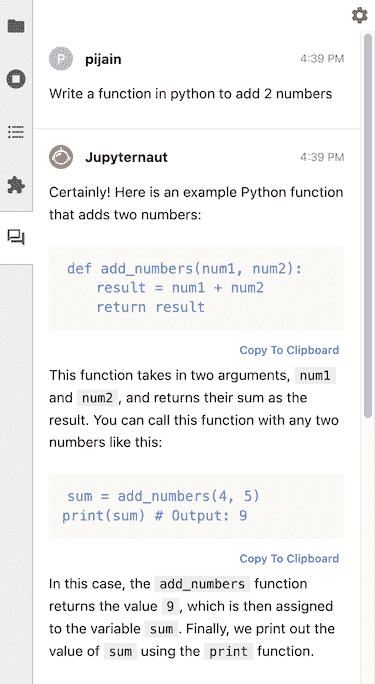 P pijain 4:39 PM
Write a function in python to add 2 numbers
Jupyternaut 4:39 PM
Certainly! Here is an example Python function
that adds two numbers:
def add_numbers(num1, num2):
    result = num1 + num2
    return result
Copy To Clipboard
This function takes in two arguments, num1
and num2, and returns their sum as the
result. You can call this function with any two
numbers like this:
sum = add_numbers(4, 5)
print(sum) # Output: 9
Copy To Clipboard
In this case, the add_numbers function
returns the value 9, which is then assigned
to the variable sum. Finally, we print out the
value of sum using the print function.